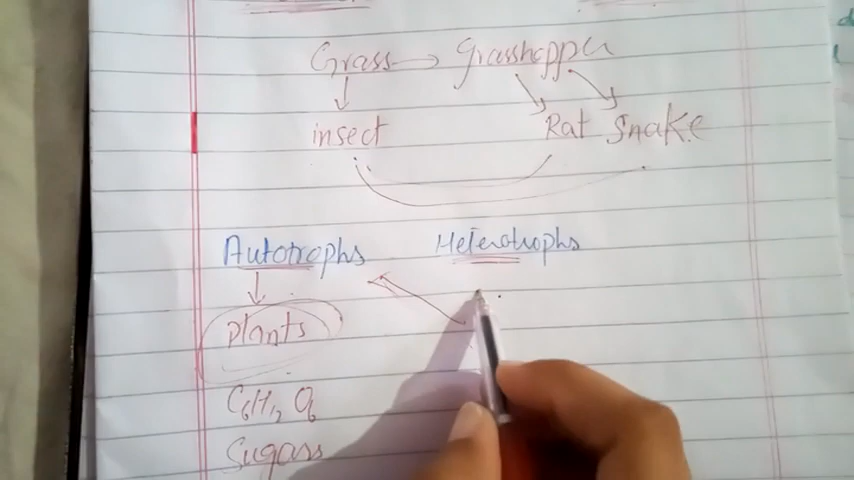 Grass → Grasshopper
insect Rat Snake
Autotrophs Heterotrophs
plants
C6H12O6
Sugars